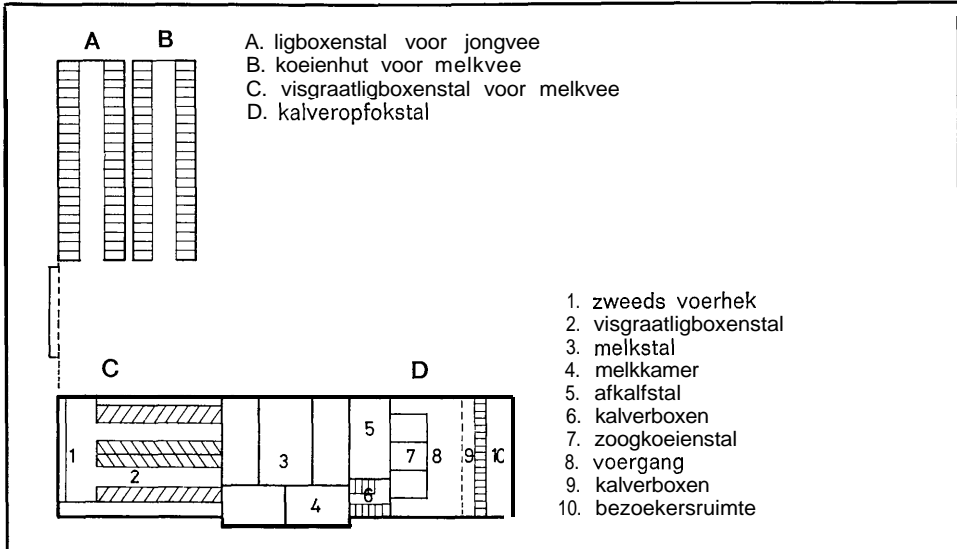 A B
A. ligboxenstal voor jongvee
B. koeienhut voor melkvee
C. visgraatligboxenstal voor melkvee
D. kalveropfokstal
1. zweeds voerhek
2. visgraatligboxenstal
3. melkstal
4. melkkamer
5. afkalfstal
6. kalverboxen
7. zoogkoeienstal
8. voergang
9. kalverboxen
10. bezoekersruimte
C D
1 2 3 4 5 6 7 8 9 10